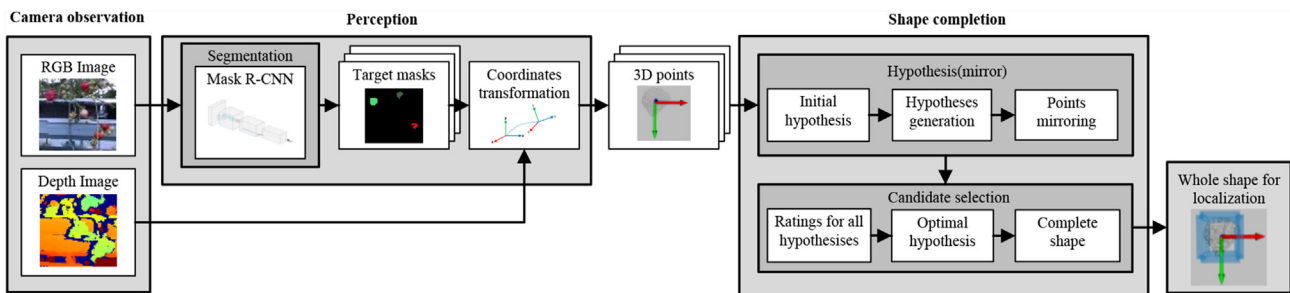 Camera observation
Perception
Shape completion
RGB Image
Depth Image
Segmentation
Mask R-CNN
Target masks
Coordinates
transformation
3D points
Hypothesis(mirror)
Initial
hypothesis
Hypotheses
generation
Points
mirroring
Candidate selection
Ratings for all
hypothesises
Optimal
hypothesis
Complete
shape
Whole shape for
localization